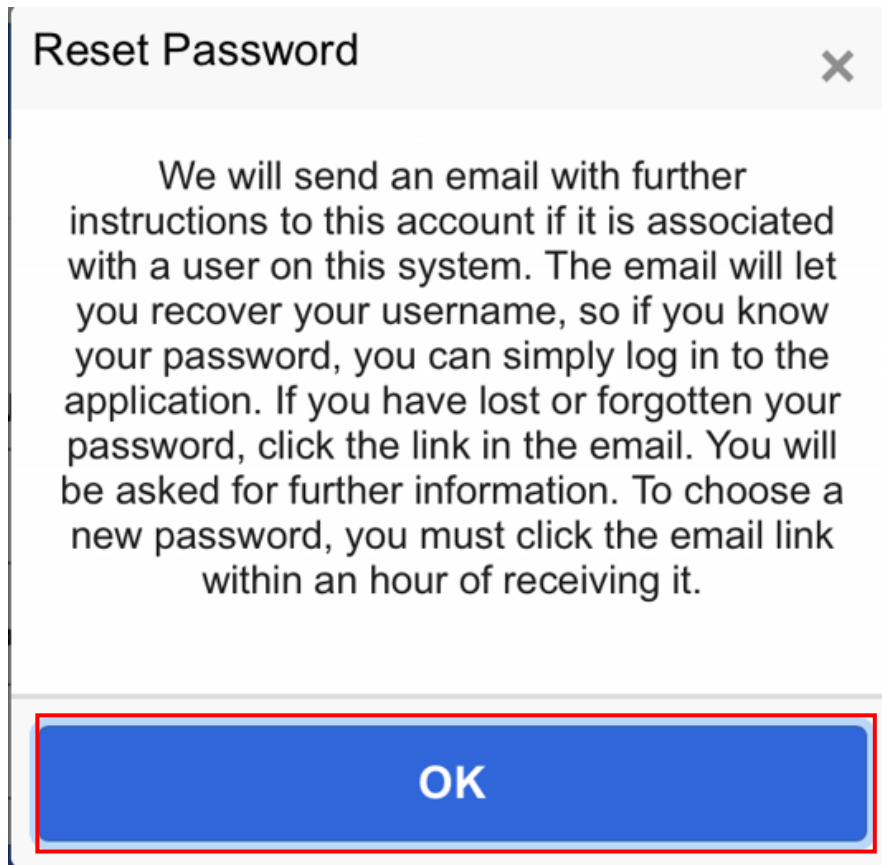 Reset Password
We will send an email with further
instructions to this account if it is associated
with a user on this system. The email will let
you recover your username, so if you know
your password, you can simply log in to the
application. If you have lost or forgotten your
password, click the link in the email. You will
be asked for further information. To choose a
new password, you must click the email link
within an hour of receiving it.
OK